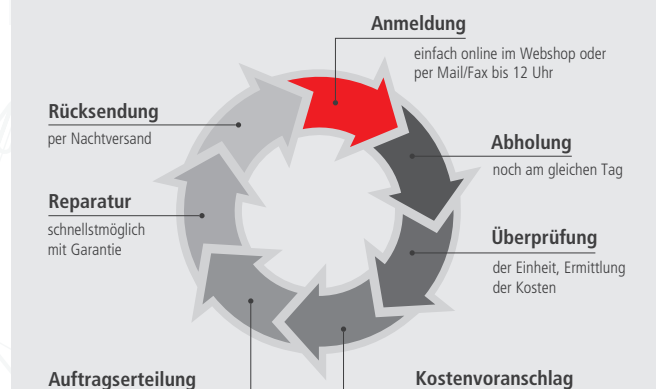 Anmeldung
einfach online im Webshop oder
per Mail/Fax bis 12 Uhr
Abholung
noch am gleichen Tag
Überprüfung
der Einheit, Ermittlung
der Kosten
Kostenvoranschlag
Auftragserteilung
Reparatur
schnellstmöglich
mit Garantie
Rücksendung
per Nachtversand